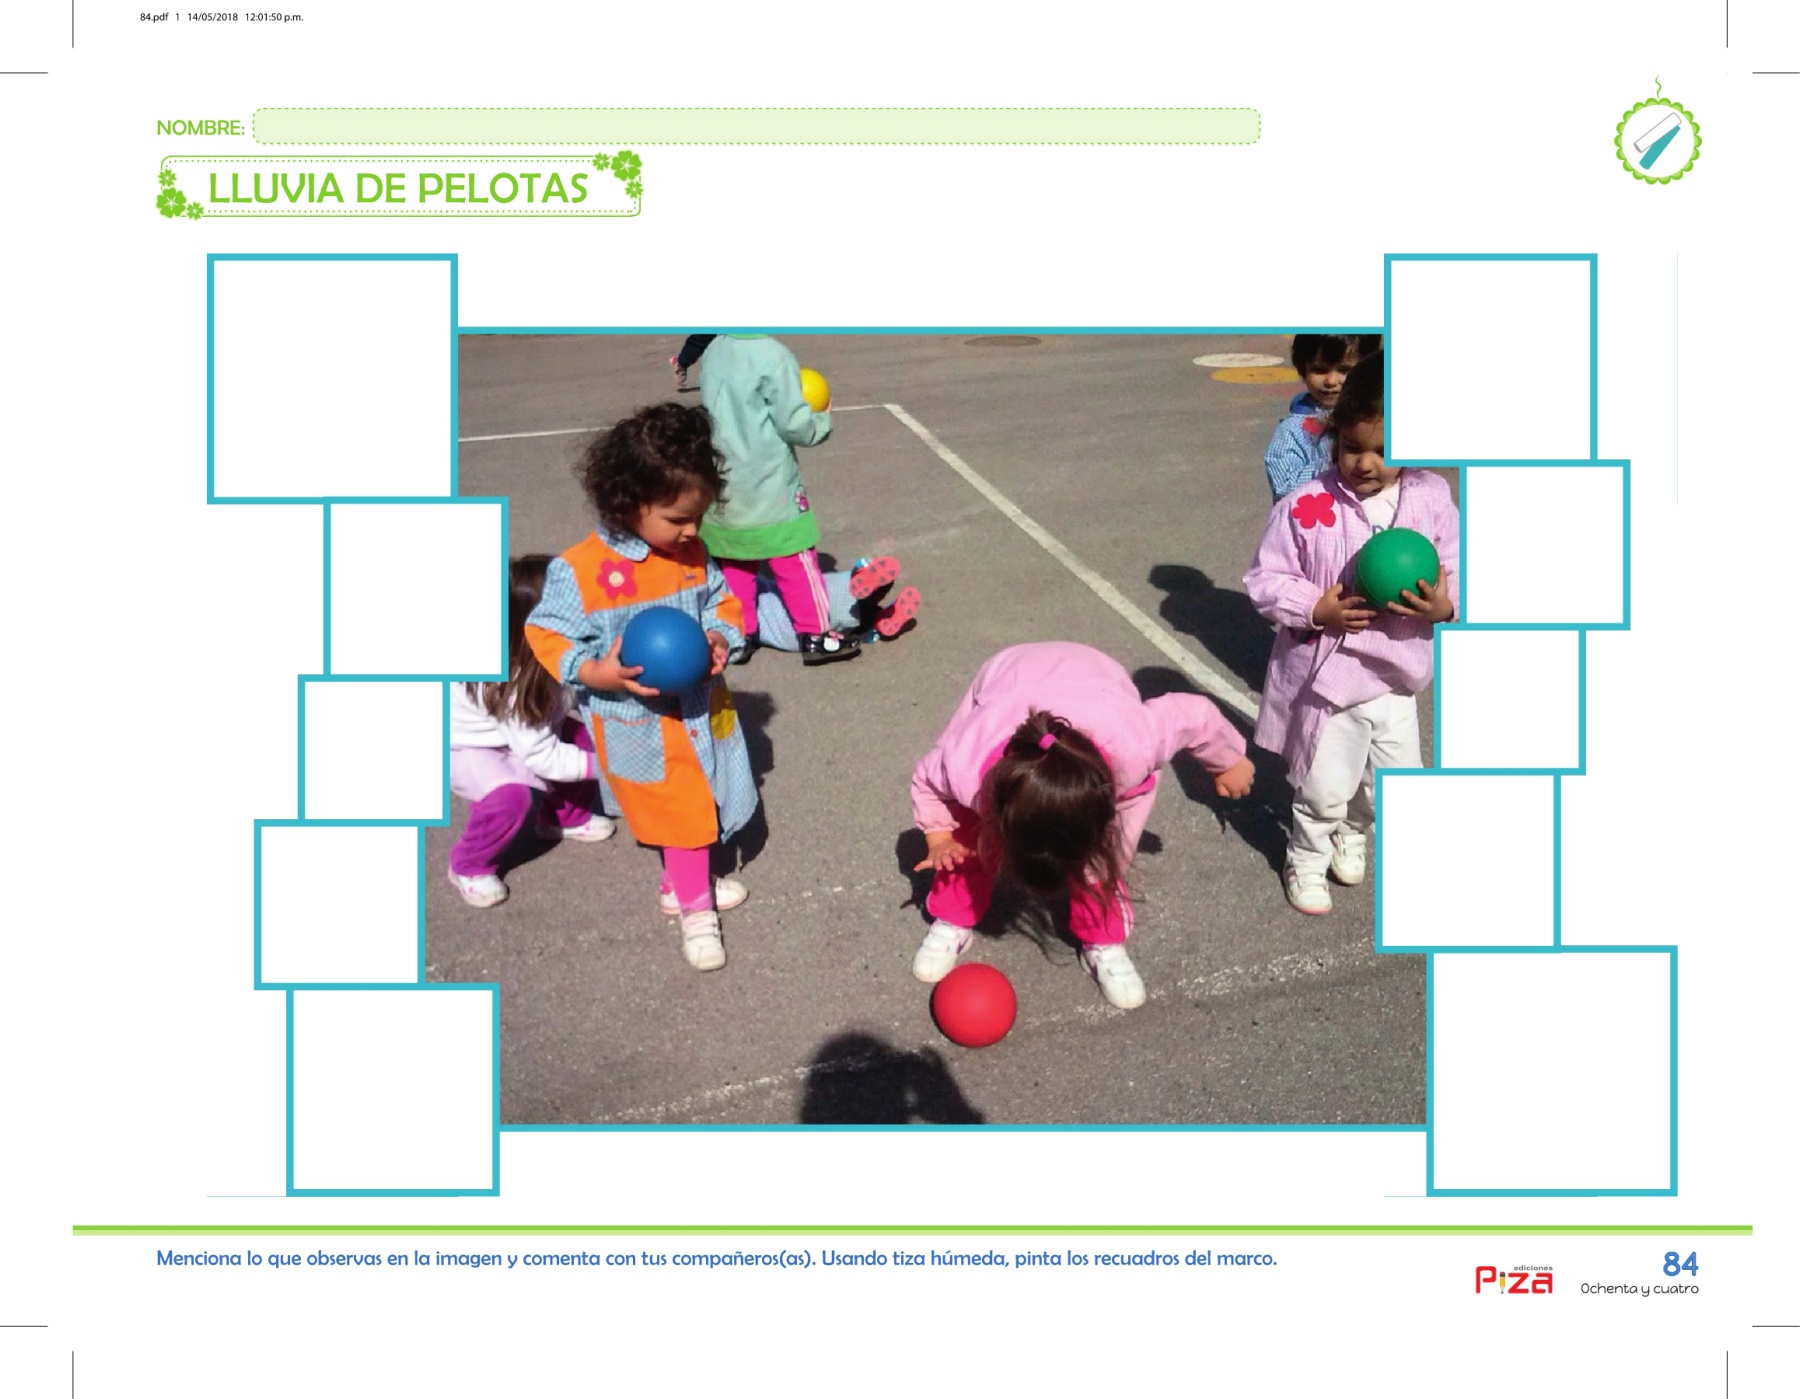 84.pdf 1 14/05/2018 12:01:50 p.m.
NOMBRE:
LLUVIA DE PELOTAS
Menciona lo que observas en la imagen y comenta con tus compañeros(as). Usando tiza húmeda, pinta los recuadros del marco.
ediciones
Piza
84
Ochenta y cuatro